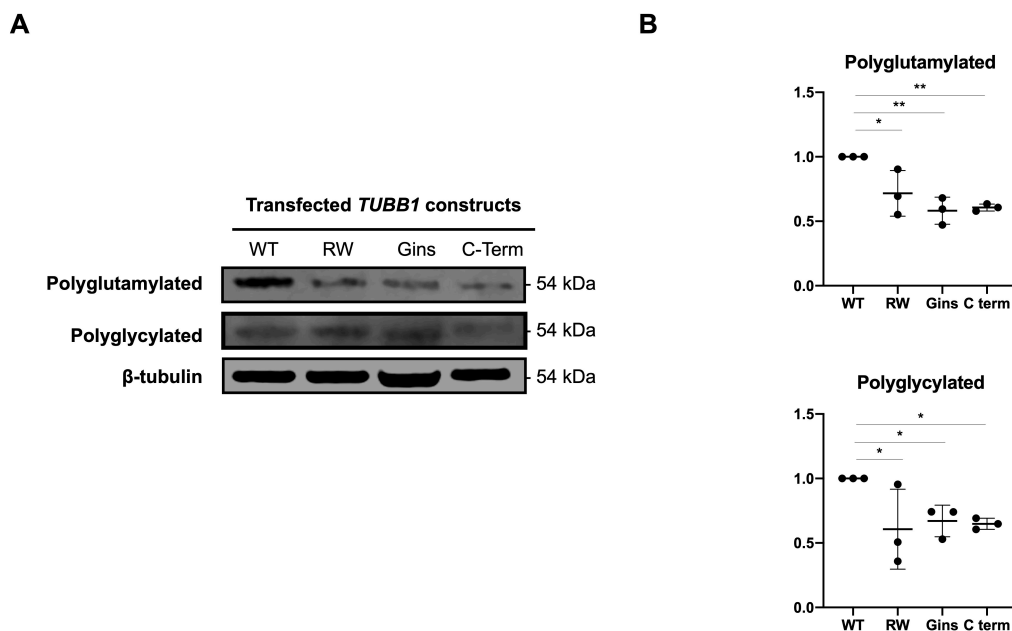 A
B
Transfected TUBB1 constructs
WT RW Gins C-Term
Polyglutamylated - 54 kDa
Polyglycylated - 54 kDa
β-tubulin - 54 kDa
Polyglutamylated
1.5
**
**
*
1.0
0.5
0.0
WT RW Gins C term
Polyglycylated
1.5
*
*
*
1.0
0.5
0.0
WT RW Gins C term